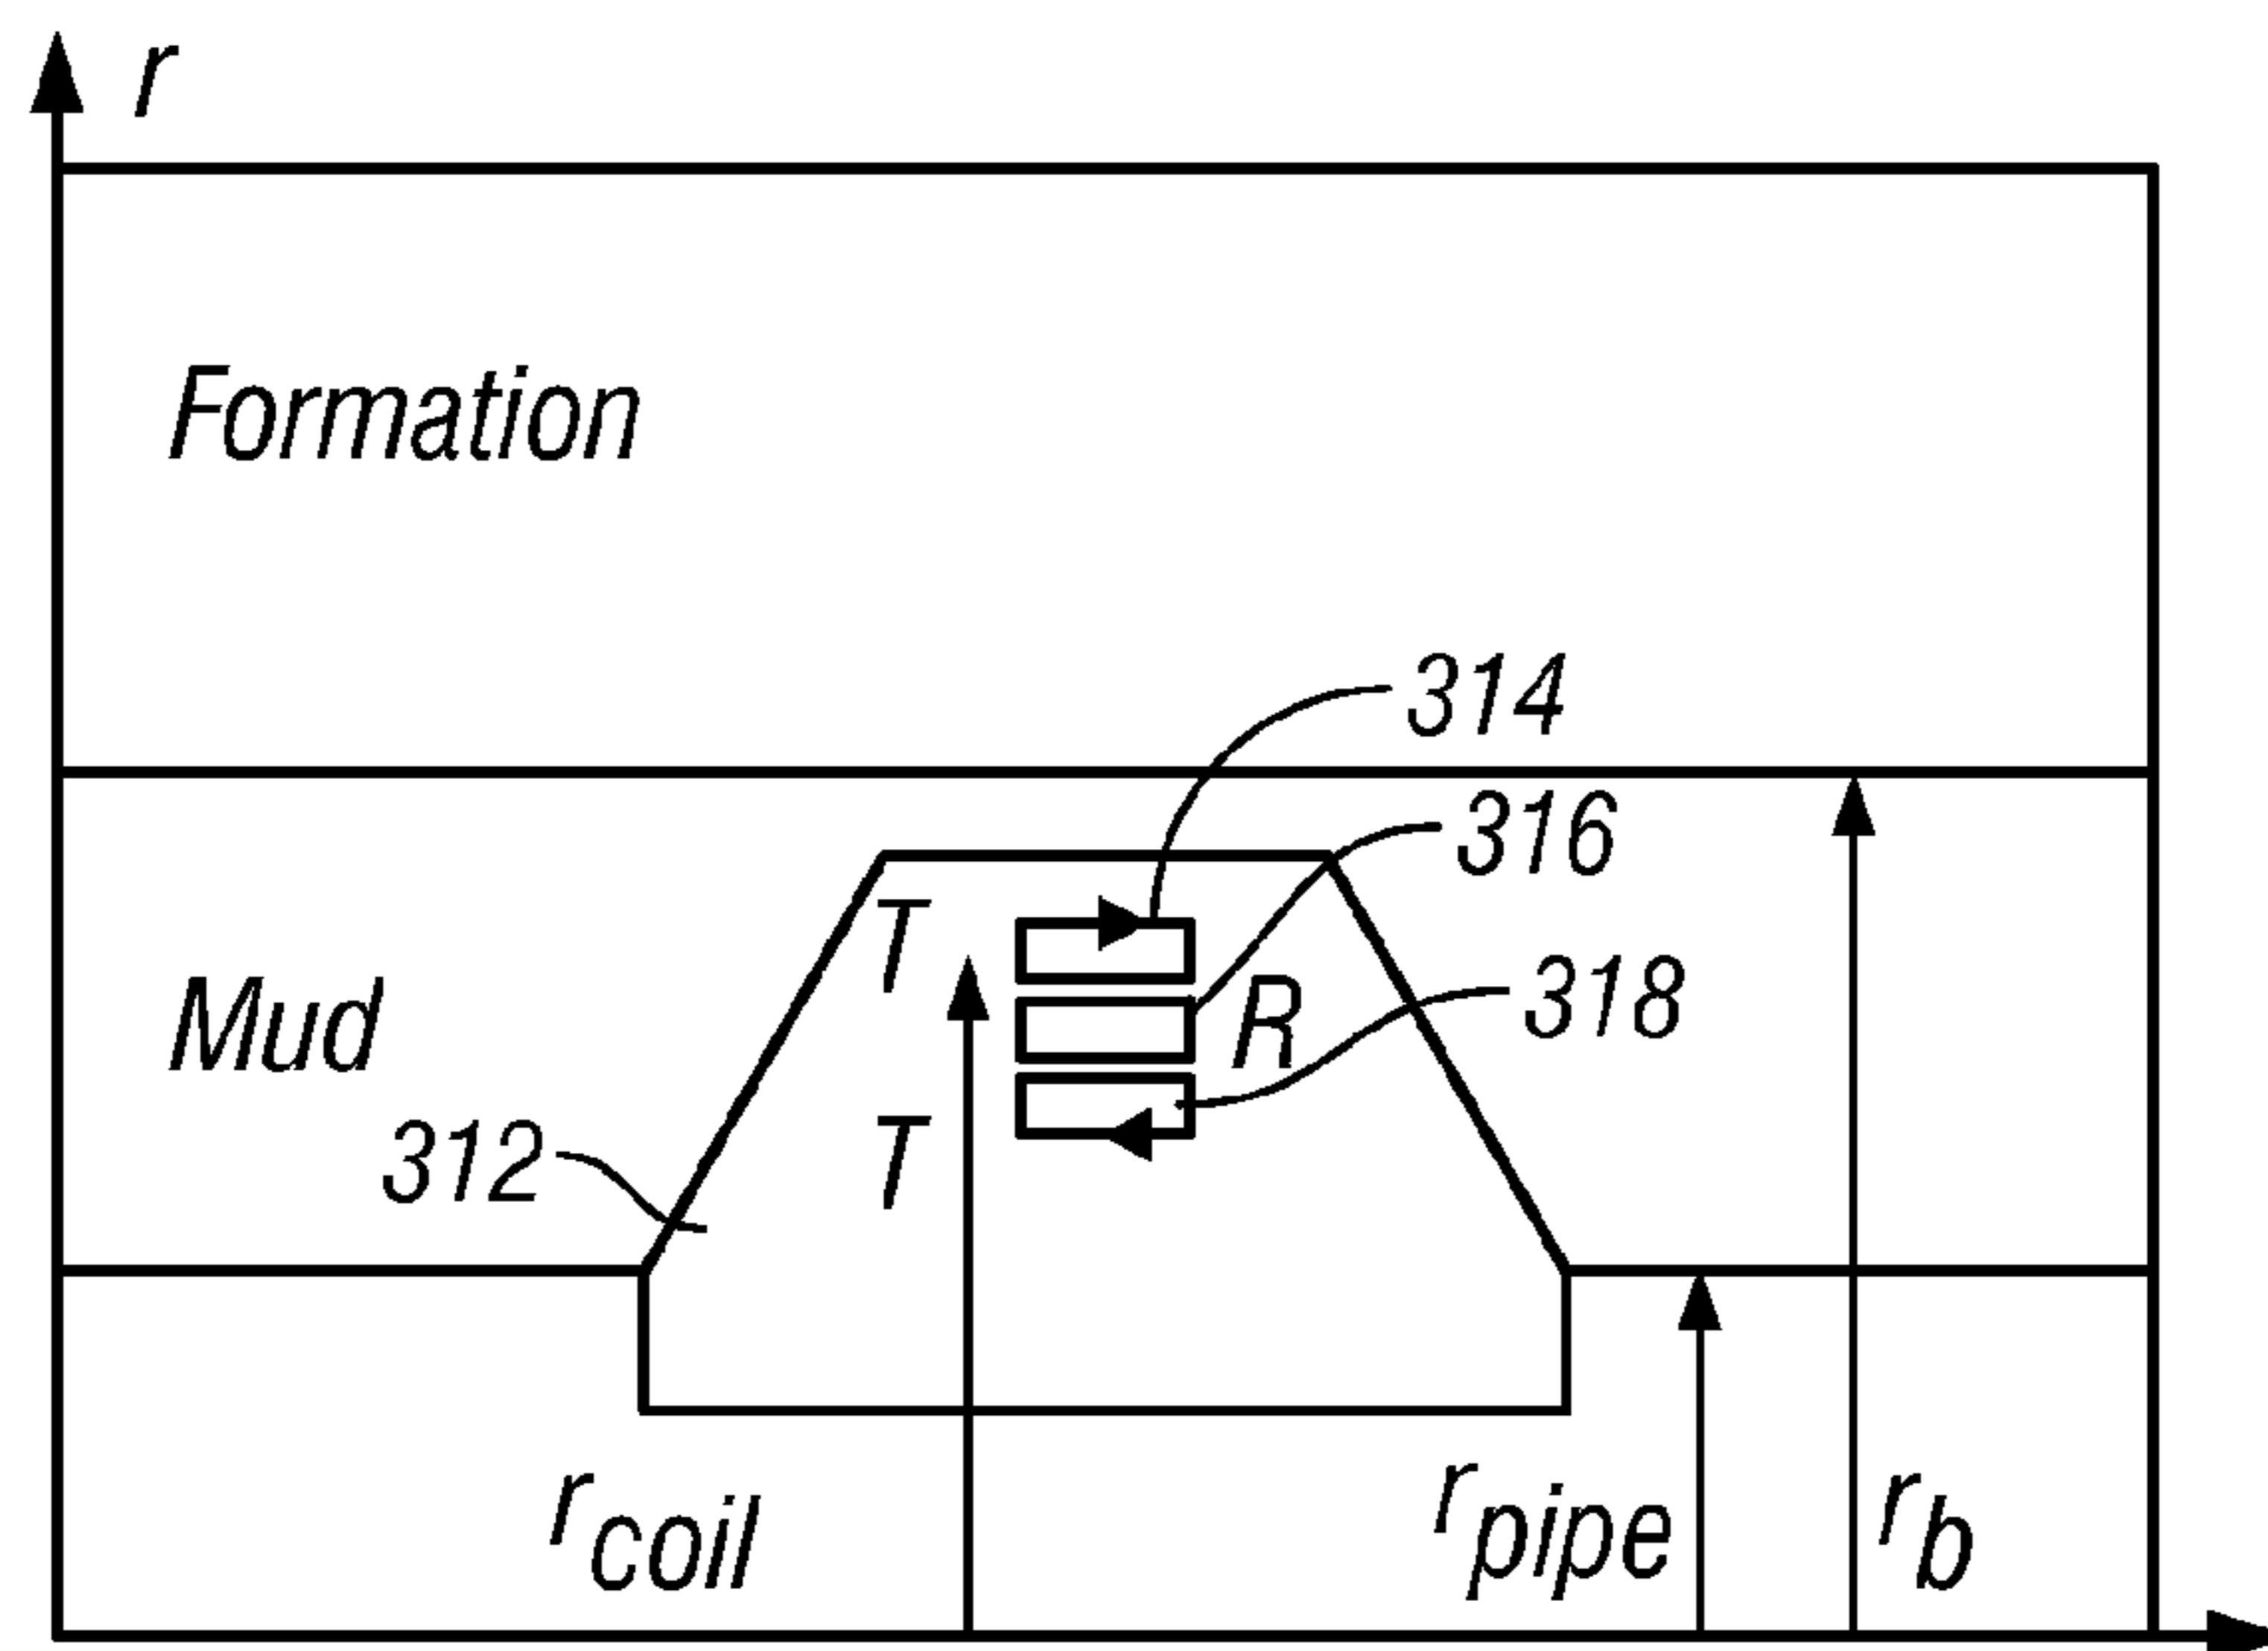 r
Formation
314
316
T
318
Mud
R
312
T
r_coil
r_pipe
r_b